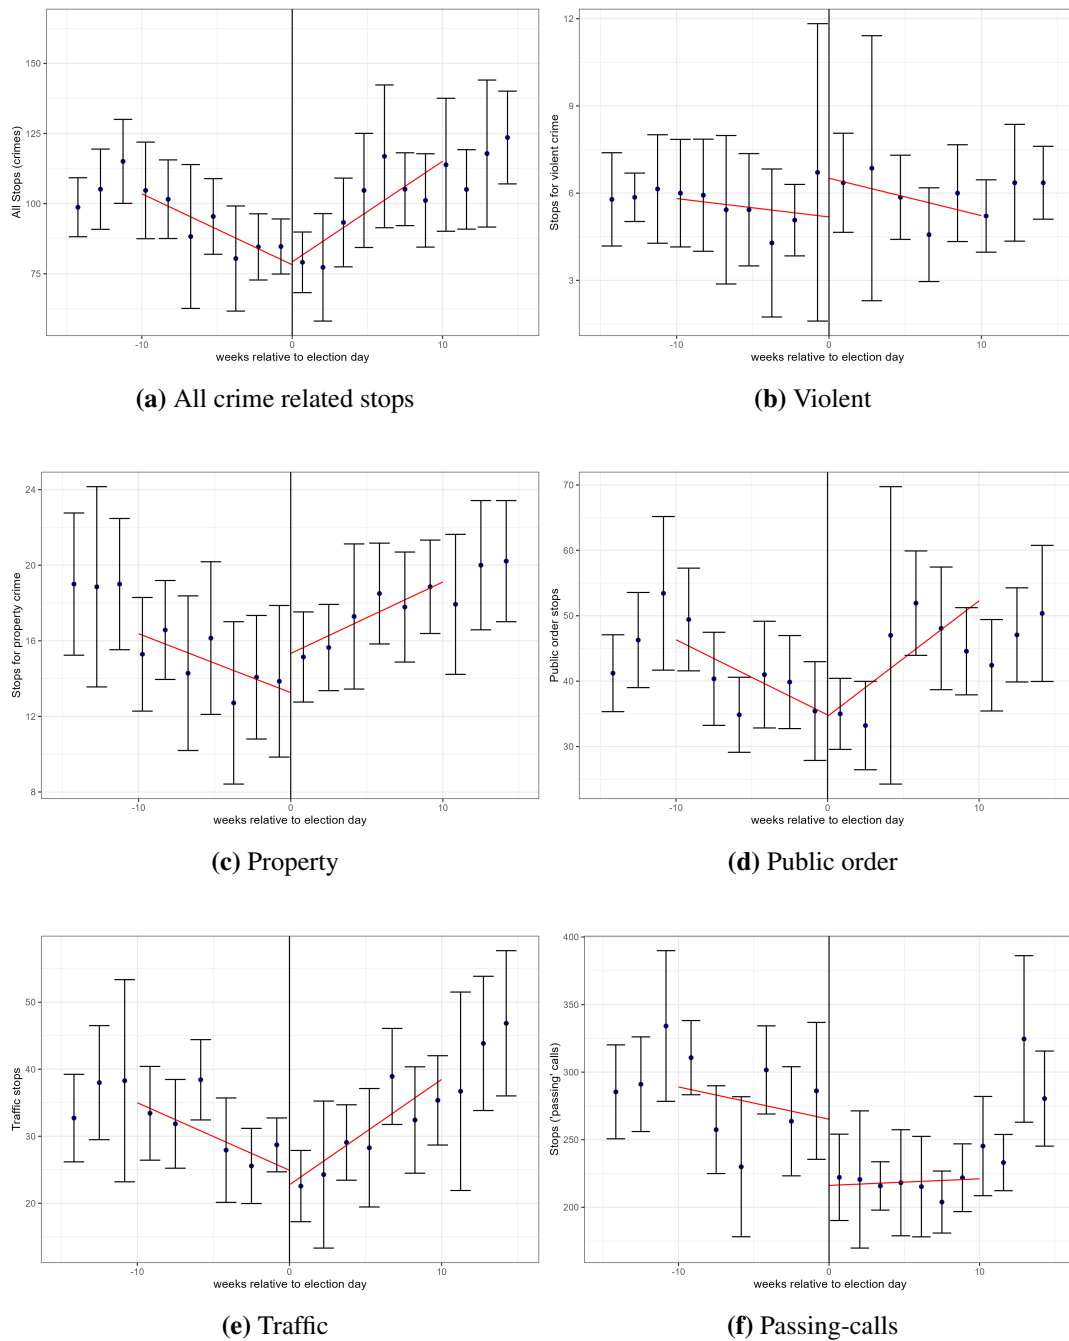 150
125
100
75
All Stops (crimes)
-10
0
10
weeks relative to election day
(a) All crime related stops
12
9
6
3
Stops for violent crime
-10
0
10
weeks relative to election day
(b) Violent
24
20
16
12
8
Stops for property crime
-10
0
10
weeks relative to election day
(c) Property
70
60
50
40
30
Public order stops
-10
0
10
weeks relative to election day
(d) Public order
50
40
30
20
Traffic stops
-10
0
10
weeks relative to election day
(e) Traffic
400
350
300
250
200
Stops ('passing' calls)
-10
0
10
weeks relative to election day
(f) Passing-calls